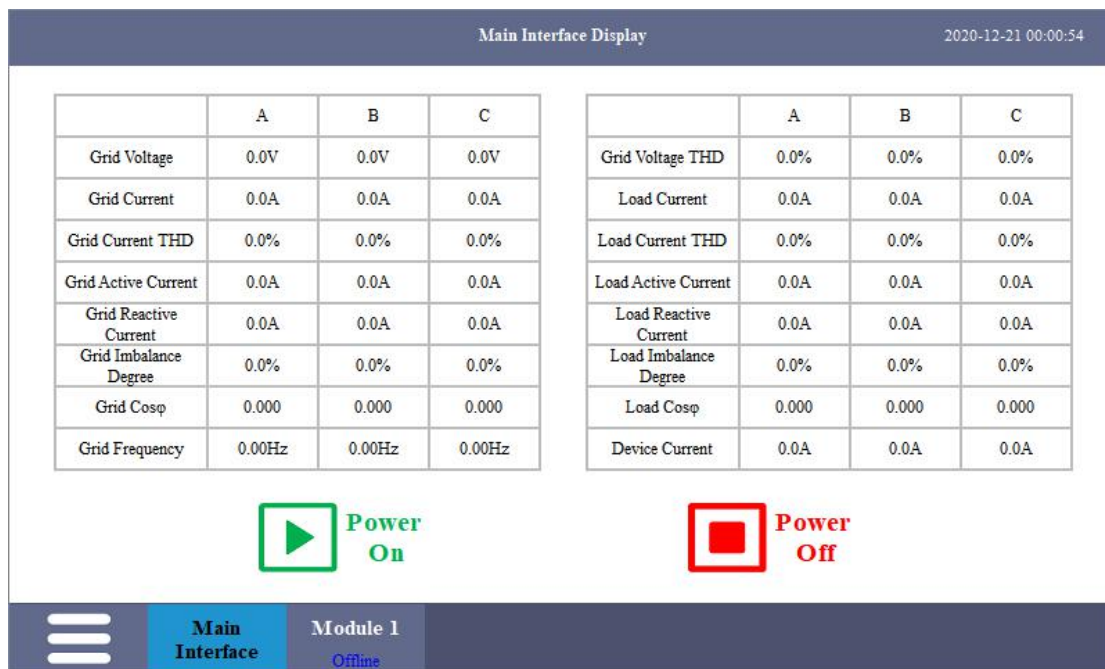 Main Interface Display 2020-12-21 00:00:54
A B C
Grid Voltage 0.0V 0.0V 0.0V
Grid Current 0.0A 0.0A 0.0A
Grid Current THD 0.0% 0.0% 0.0%
Grid Active Current 0.0A 0.0A 0.0A
Grid Reactive
Current 0.0A 0.0A 0.0A
Grid Imbalance
Degree 0.0% 0.0% 0.0%
Grid Cosφ 0.000 0.000 0.000
Grid Frequency 0.00Hz 0.00Hz 0.00Hz
A B C
Grid Voltage THD 0.0% 0.0% 0.0%
Load Current 0.0A 0.0A 0.0A
Load Current THD 0.0% 0.0% 0.0%
Load Active Current 0.0A 0.0A 0.0A
Load Reactive
Current 0.0A 0.0A 0.0A
Load Imbalance
Degree 0.0% 0.0% 0.0%
Load Cosφ 0.000 0.000 0.000
Device Current 0.0A 0.0A 0.0A
Power
On
Power
Off
Main
Interface
Module 1
Offline